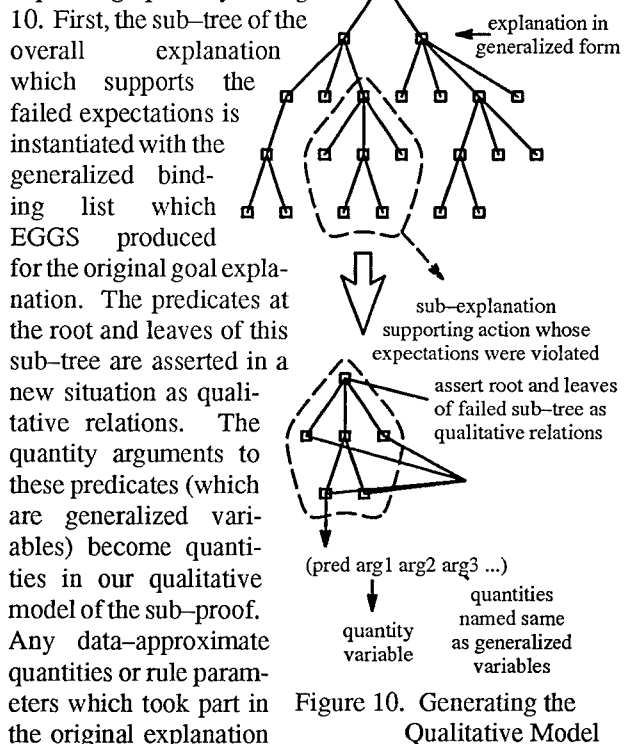 10. First, the sub–tree of the
overall explanation
which supports the
failed expectations is
instantiated with the
generalized bind-
ing list which
EGGS produced
for the original goal expla-
nation. The predicates at
the root and leaves of this
sub–tree are asserted in a
new situation as quali-
tative relations. The
quantity arguments to
these predicates (which
are generalized vari-
ables) become quanti-
ties in our qualitative
model of the sub–proof.
Any data–approximate
quantities or rule param-
eters which took part in
the original explanation
explanation in
generalized form
sub–explanation
supporting action whose
expectations were violated
assert root and leaves
of failed sub–tree as
qualitative relations
(pred arg1 arg2 arg3 ...)
quantity
variable
quantities
named same
as generalized
variables
Figure 10. Generating the
Qualitative Model